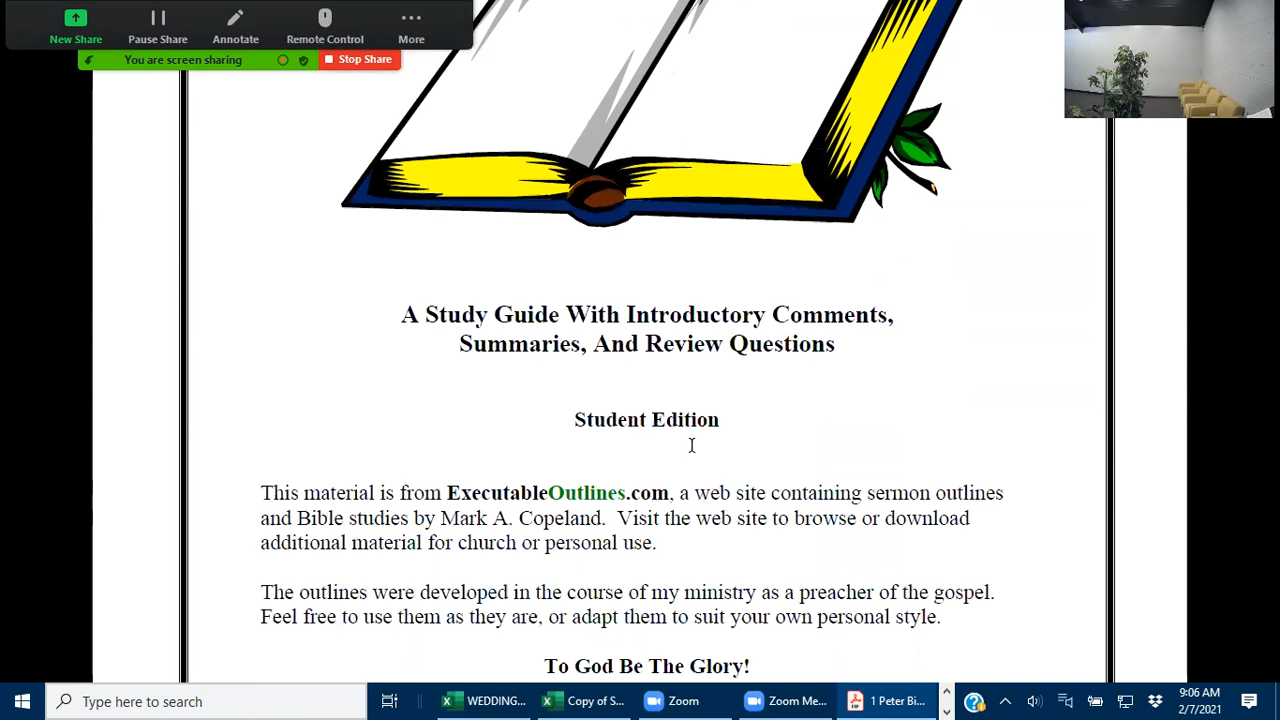 New Share
Pause Share
Annotate
Remote Control
More
You are screen sharing
Stop Share
A Study Guide With Introductory Comments,
Summaries, And Review Questions
Student Edition
This material is from ExecutableOutlines.com, a web site containing sermon outlines
and Bible studies by Mark A. Copeland. Visit the web site to browse or download
additional material for church or personal use.
The outlines were developed in the course of my ministry as a preacher of the gospel.
Feel free to use them as they are, or adapt them to suit your own personal style.
To God Be The Glory!
Type here to search
WEDDING...
Copy of S...
Zoom
Zoom Me...
1 Peter Bi...
9:06 AM
2/7/2021